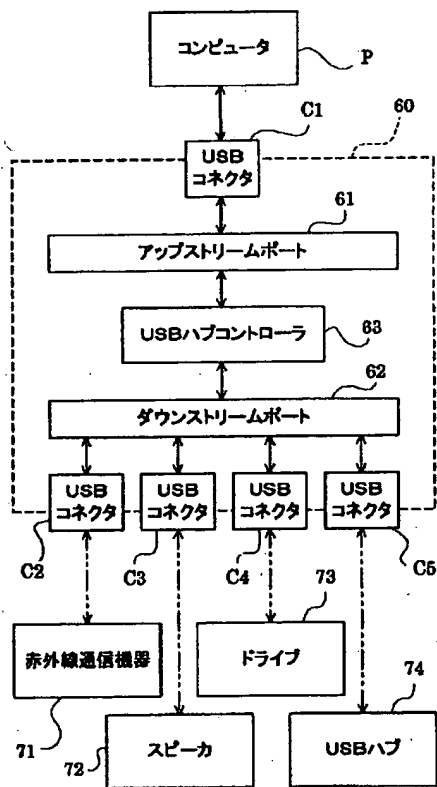 コンピュータ
P
C1
60
USB
コネクタ
61
アップストリームポート
USBハブコントローラ
63
62
ダウンストリームポート
USB
コネクタ
USB
コネクタ
USB
コネクタ
USB
コネクタ
C2
C3
C4
C5
73
赤外線通信機器
ドライブ
74
71
スピーカ
USBハブ
72